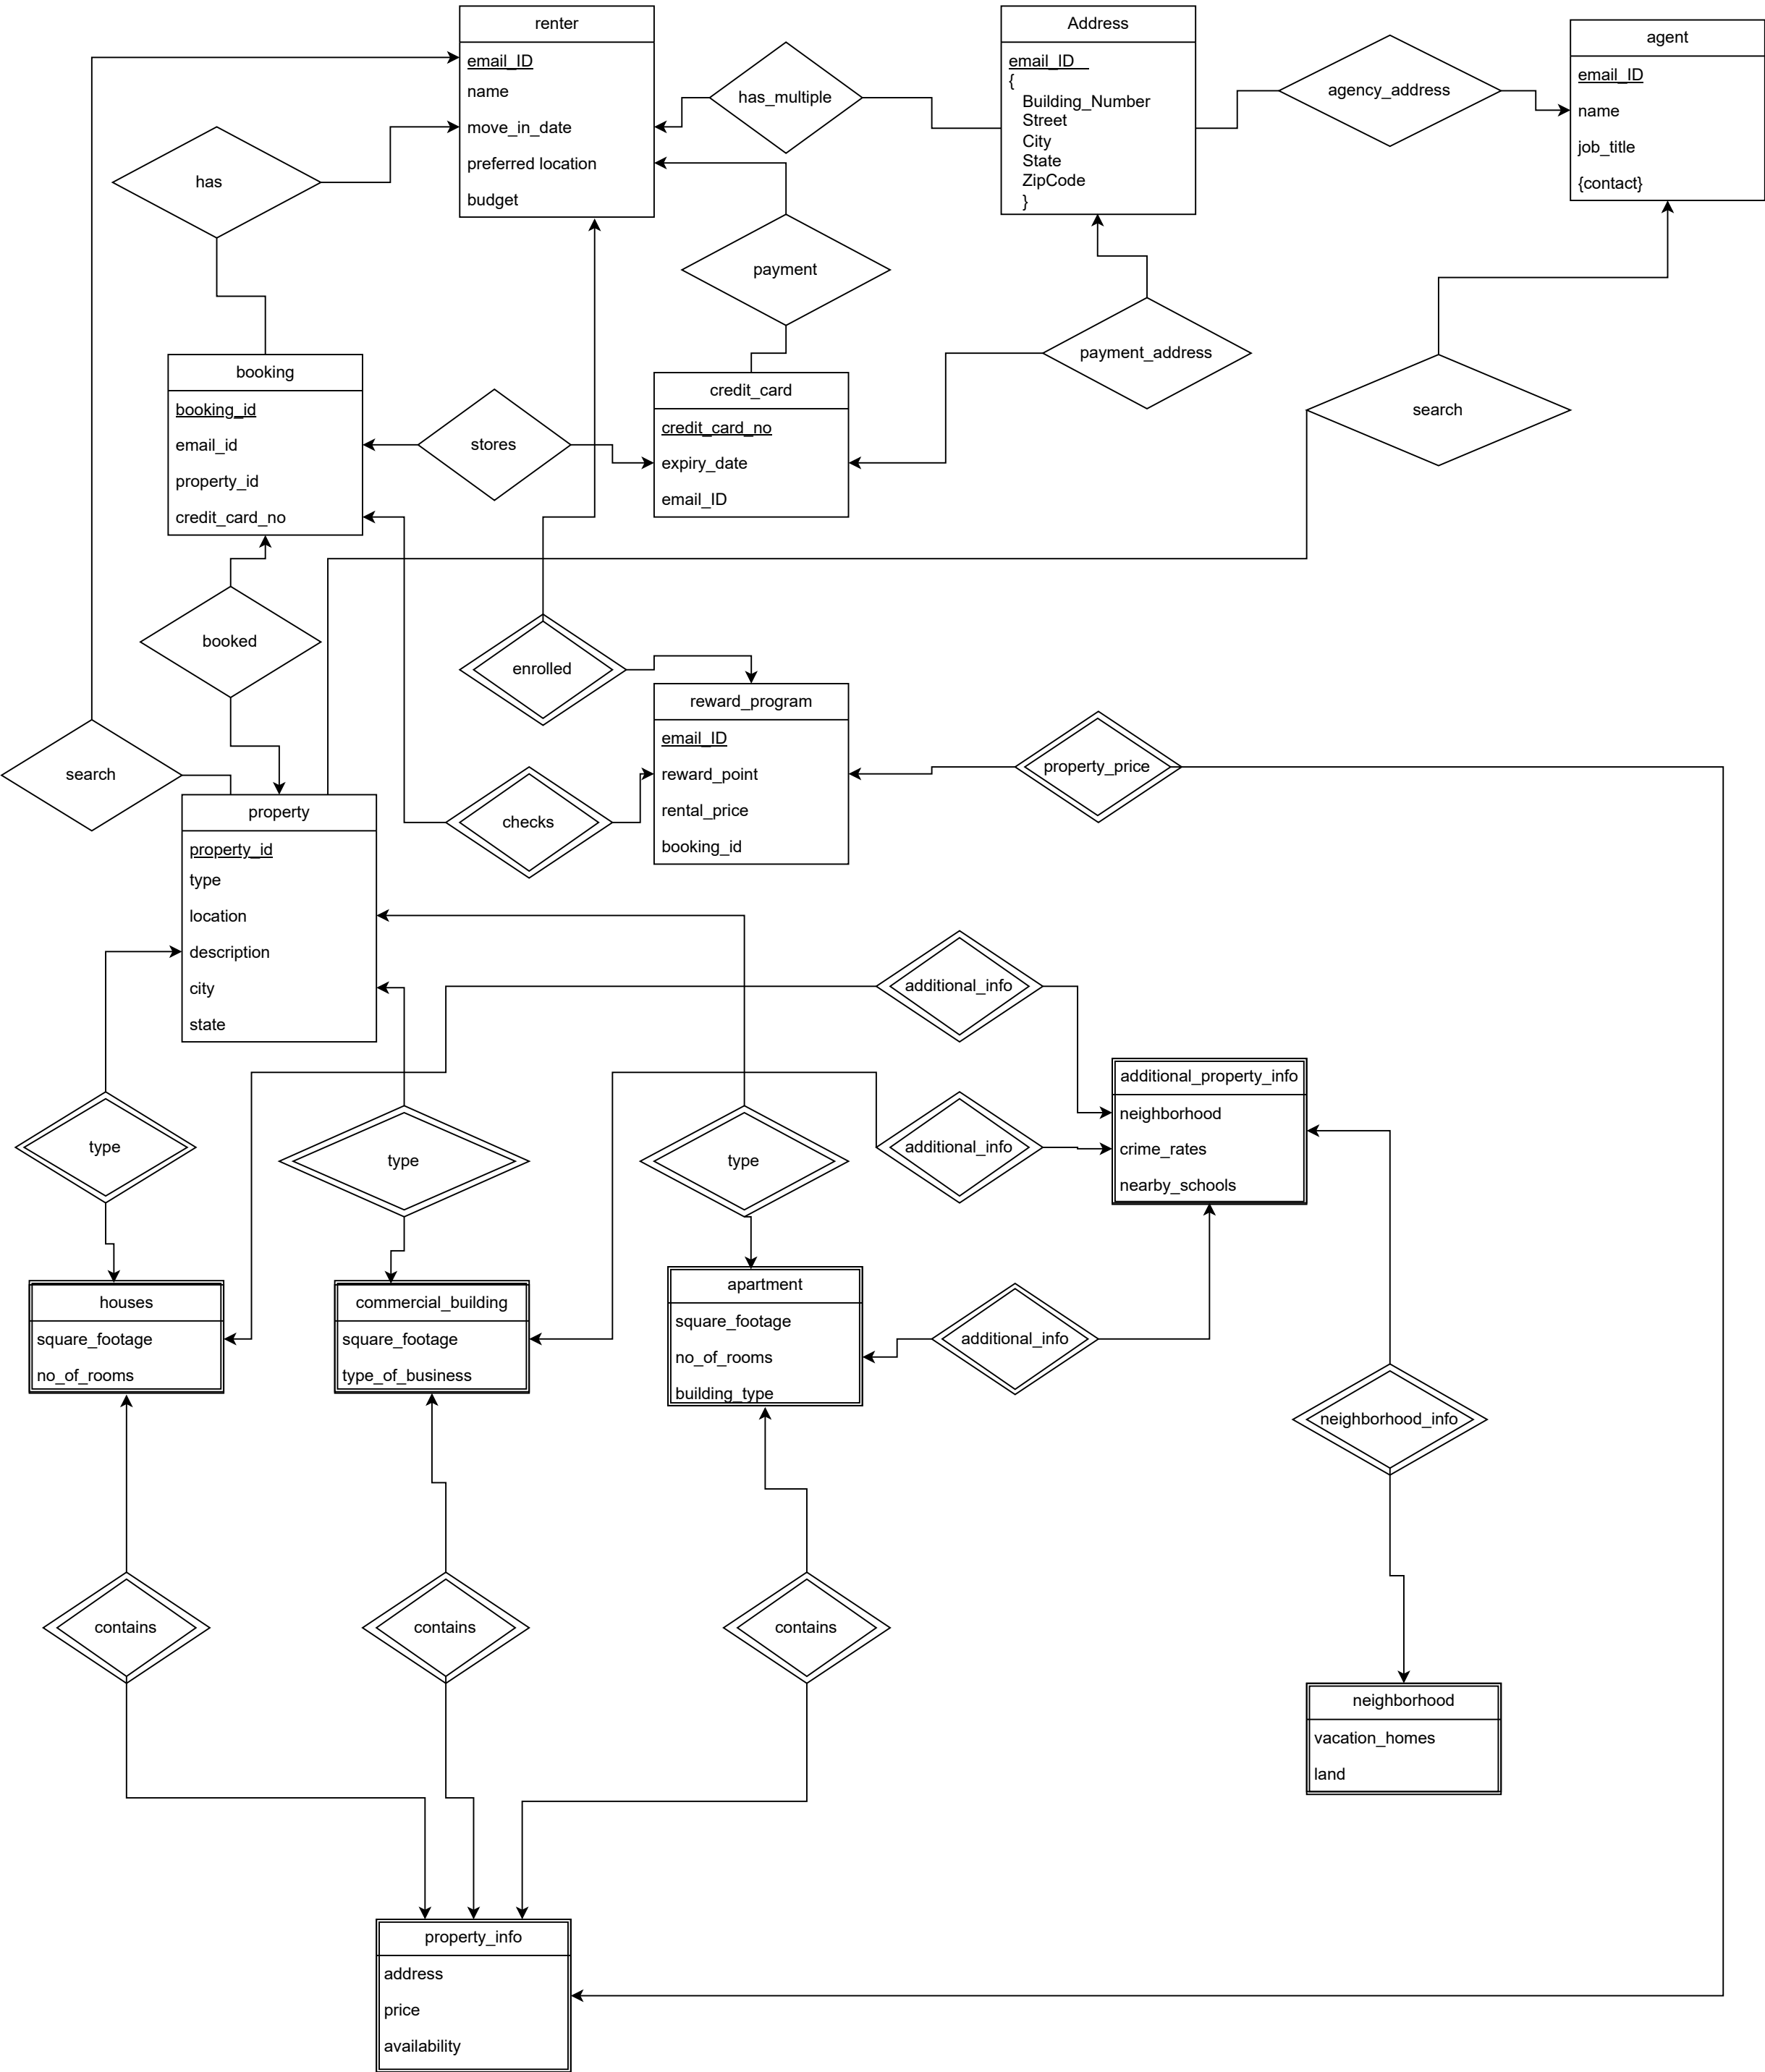 renter
email_ID
name
move_in_date
preferred location
budget
has_multiple
Address
email_ID
{
Building_Number
Street
City
State
ZipCode
}
agency_address
agent
email_ID
name
job_title
{contact}
has
payment
payment_address
search
booking
booking_id
email_id
property_id
credit_card_no
stores
credit_card
credit_card_no
expiry_date
email_ID
booked
enrolled
search
reward_program
email_ID
reward_point
rental_price
booking_id
property_price
checks
property
property_id
type
location
description
city
state
additional_info
additional_info
additional_property_info
neighborhood
crime_rates
nearby_schools
type
type
type
houses
square_footage
no_of_rooms
commercial_building
square_footage
type_of_business
apartment
square_footage
no_of_rooms
building_type
additional_info
neighborhood_info
contains
contains
contains
neighborhood
vacation_homes
land
property_info
address
price
availability